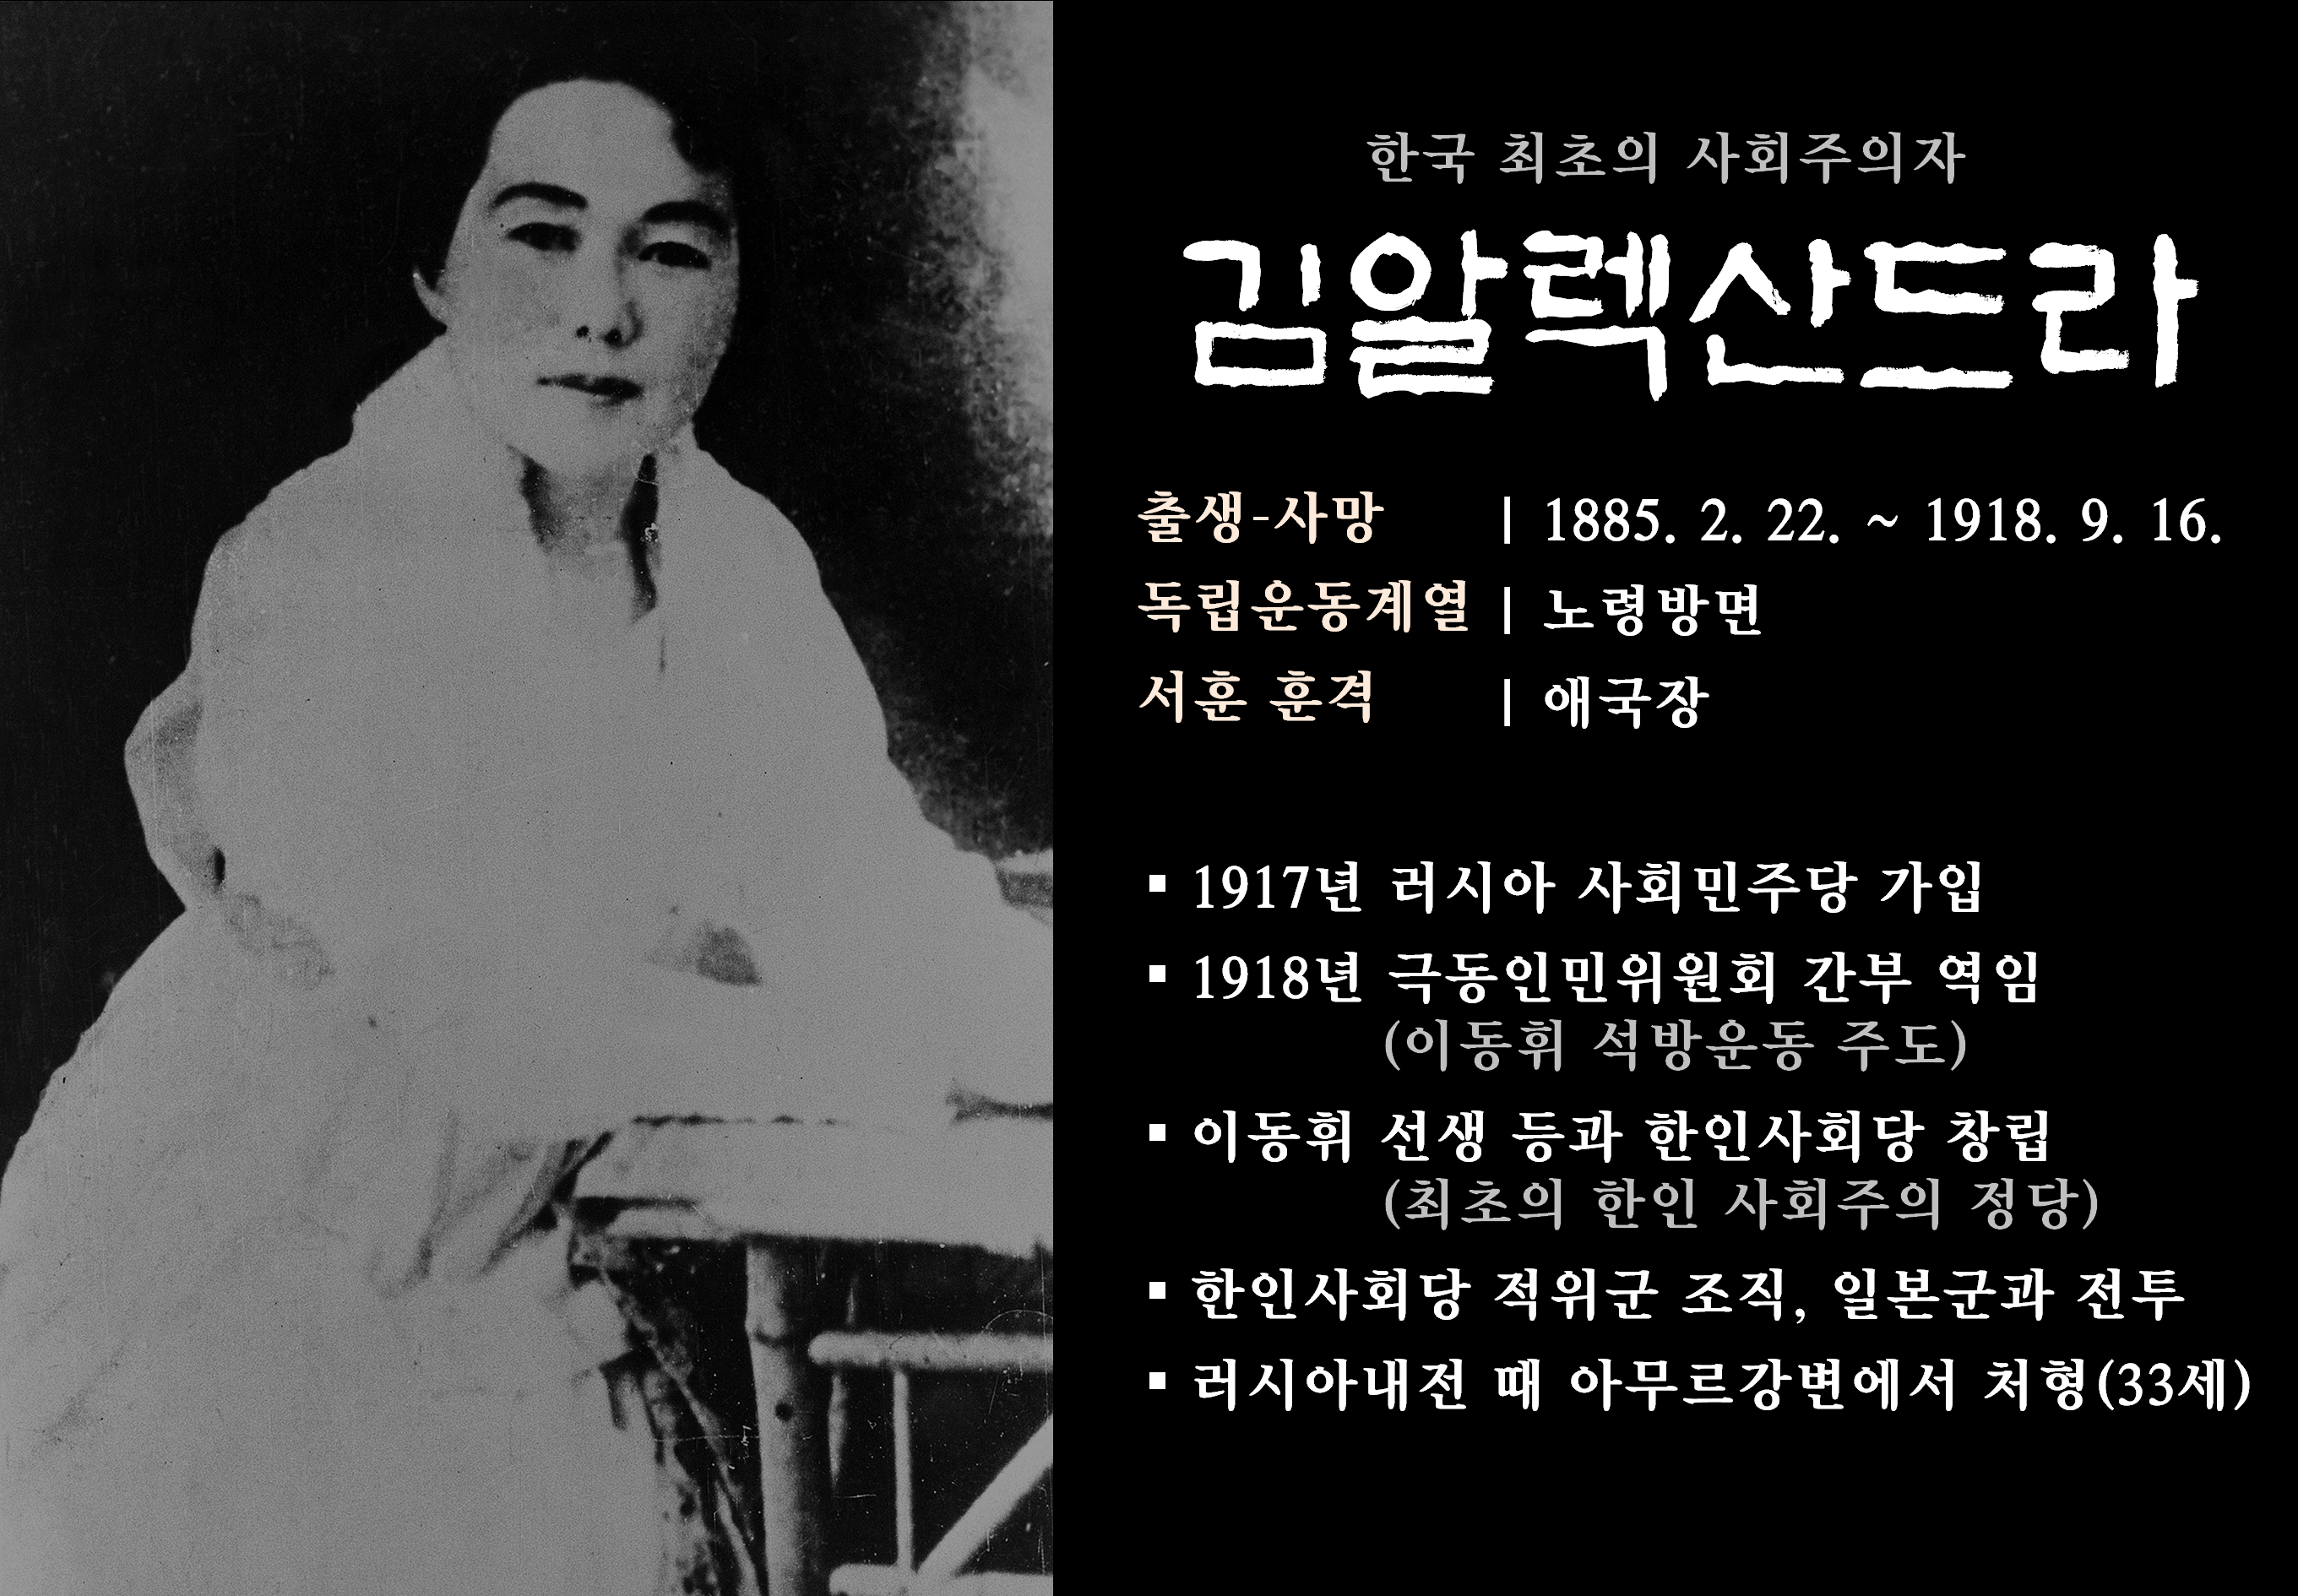 한국 최초의 사회주의자
김알렉산드라
출생-사망 | 1885. 2. 22. ~ 1918. 9. 16.
독립운동계열 | 노령방면
서훈 훈격 | 애국장
▪ 1917년 러시아 사회민주당 가입
▪ 1918년 극동인민위원회 간부 역임
(이동휘 석방운동 주도)
▪ 이동휘 선생 등과 한인사회당 창립
(최초의 한인 사회주의 정당)
▪ 한인사회당 적위군 조직, 일본군과 전투
▪ 러시아내전 때 아무르강변에서 처형(33세)